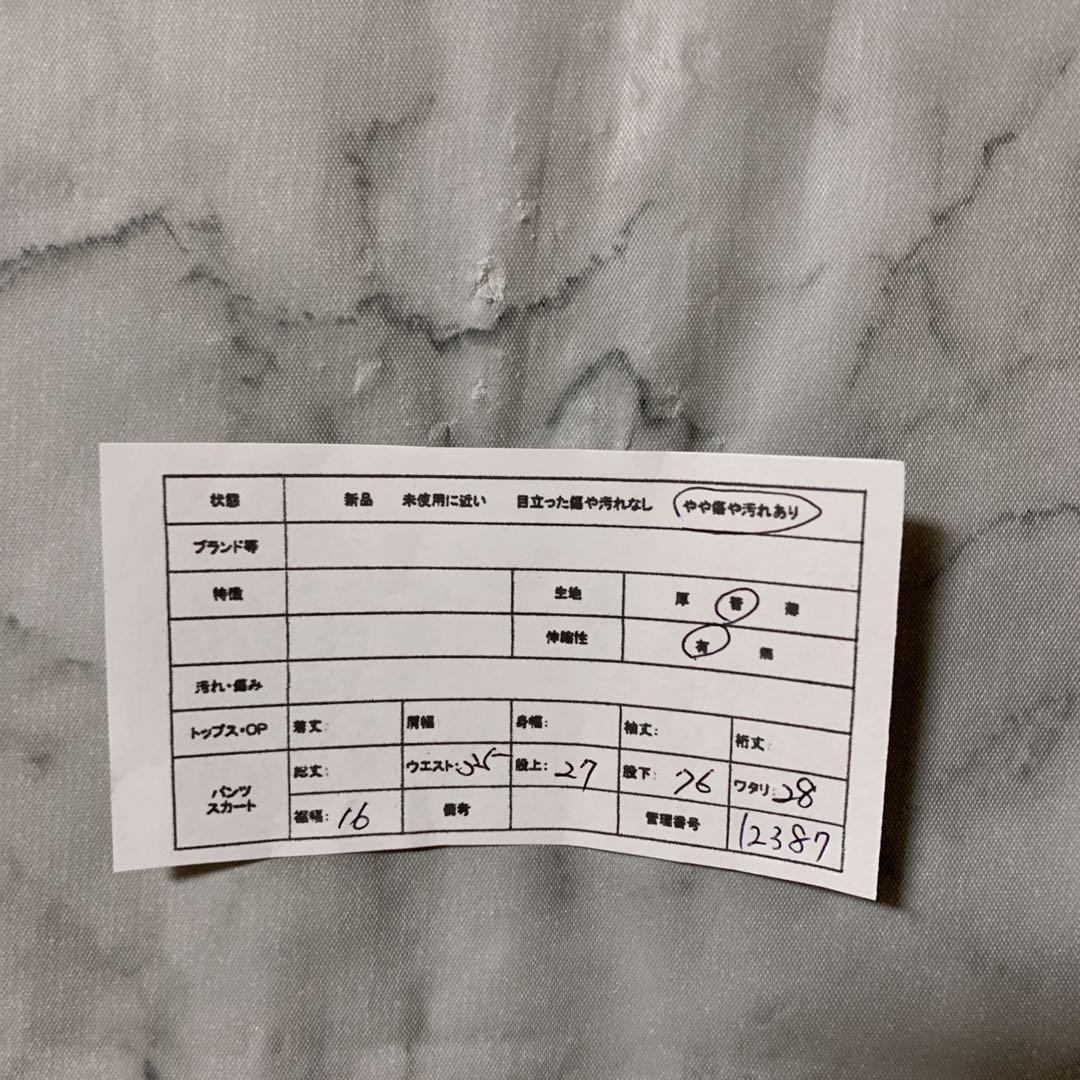 状態 新品 未使用に近い 目立った傷や汚れなし やや傷や汚れあり
ブランド等
特徴 生地 厚 普 薄
伸縮性 有 無
汚れ・傷み
トップス・OP 着丈: 肩幅 身幅: 袖丈: 裄丈:
パンツ スカート 総丈: ウエスト: 股上: 27 股下: 76 ワタリ: 28
裾幅: 16 備考 管理番号 12387